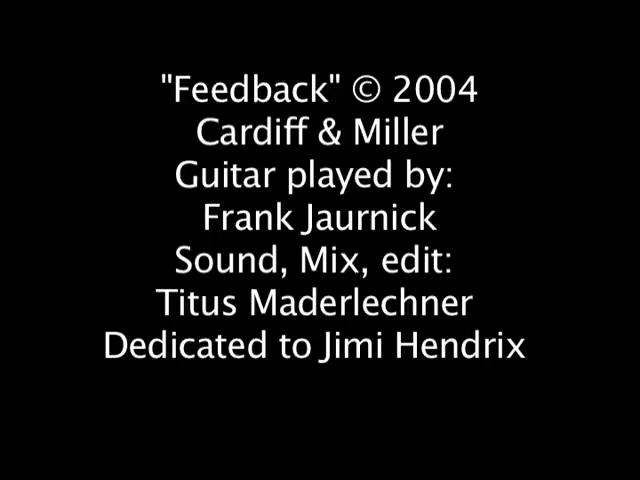 "Feedback" © 2004
Cardiff & Miller
Guitar played by:
Frank Jaurnick
Sound, Mix, edit:
Titus Maderlechner
Dedicated to Jimi Hendrix